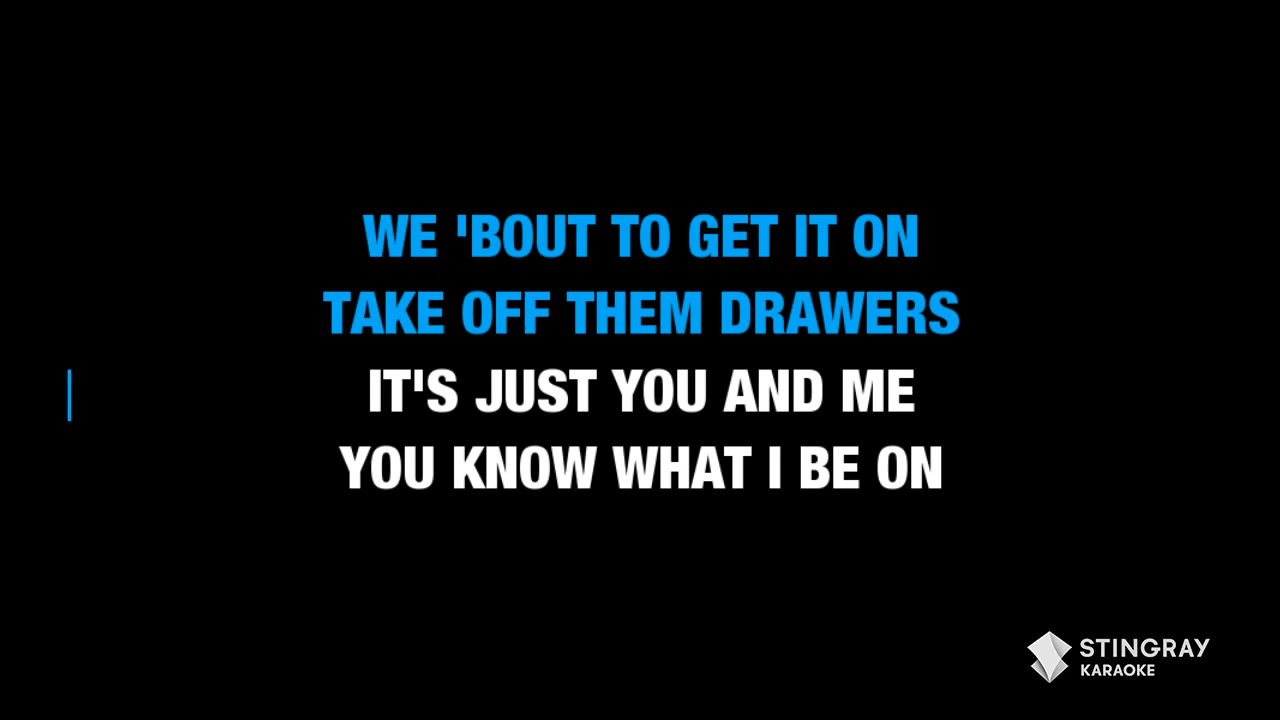 WE 'BOUT TO GET IT ON
TAKE OFF THEM DRAWERS
IT'S JUST YOU AND ME
YOU KNOW WHAT I BE ON
STINGRAY
KARAOKE